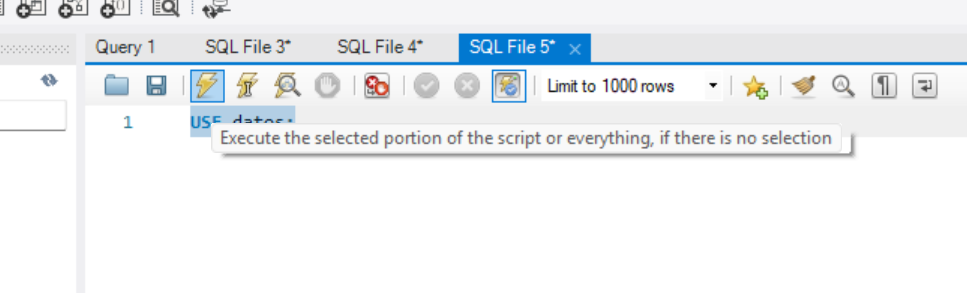 Query 1 SQL File 3* SQL File 4* SQL File 5*
Limit to 1000 rows
1 USE dates;
Execute the selected portion of the script or everything, if there is no selection